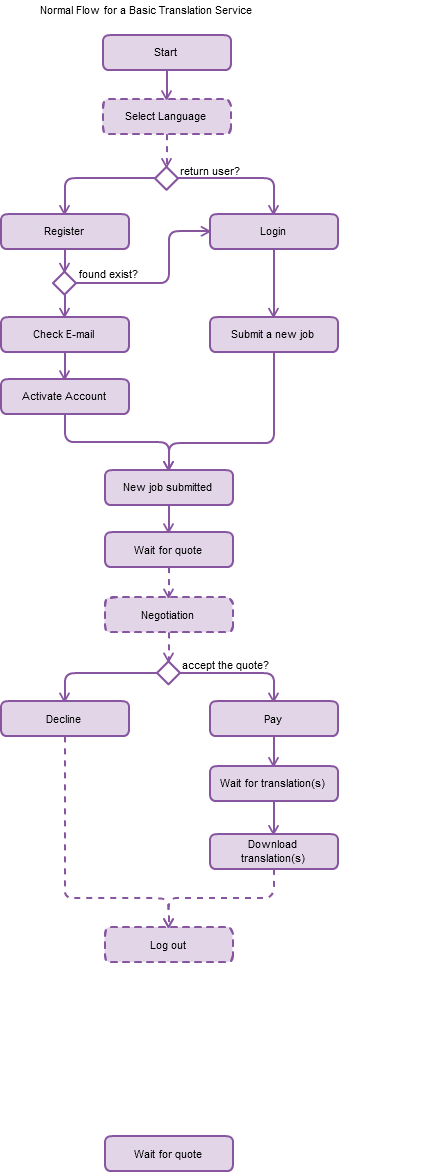 Normal Flow for a Basic Translation Service
Start
Select Language
return user?
Register
Login
found exist?
Check E-mail
Submit a new job
Activate Account
New job submitted
Wait for quote
Negotiation
accept the quote?
Decline
Pay
Wait for translation(s)
Download
translation(s)
Log out
Wait for quote